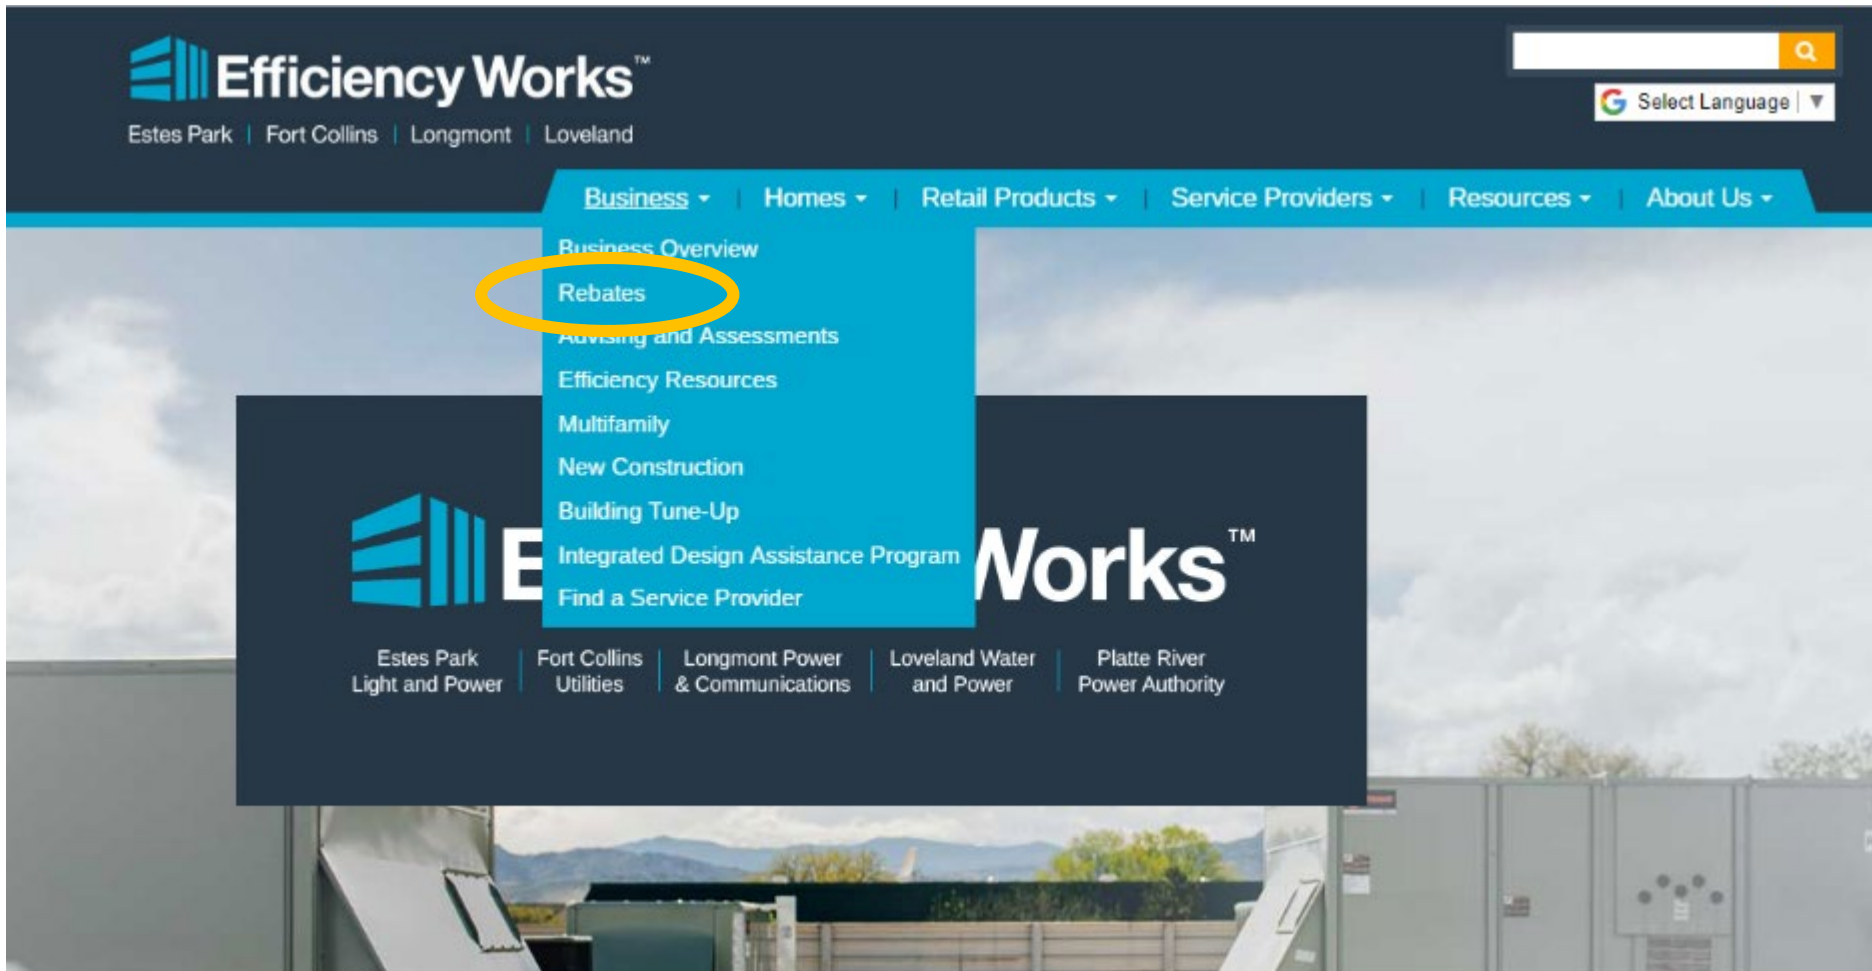 Efficiency Works™
Estes Park | Fort Collins | Longmont | Loveland
Select Language | ▼
Business | Homes | Retail Products | Service Providers | Resources | About Us
Business Overview
Rebates
Advising and Assessments
Efficiency Resources
Multifamily
New Construction
Building Tune-Up
Integrated Design Assistance Program
Find a Service Provider
E
Works™
Estes Park
Light and Power
Fort Collins
Utilities
Longmont Power
& Communications
Loveland Water
and Power
Platte River
Power Authority